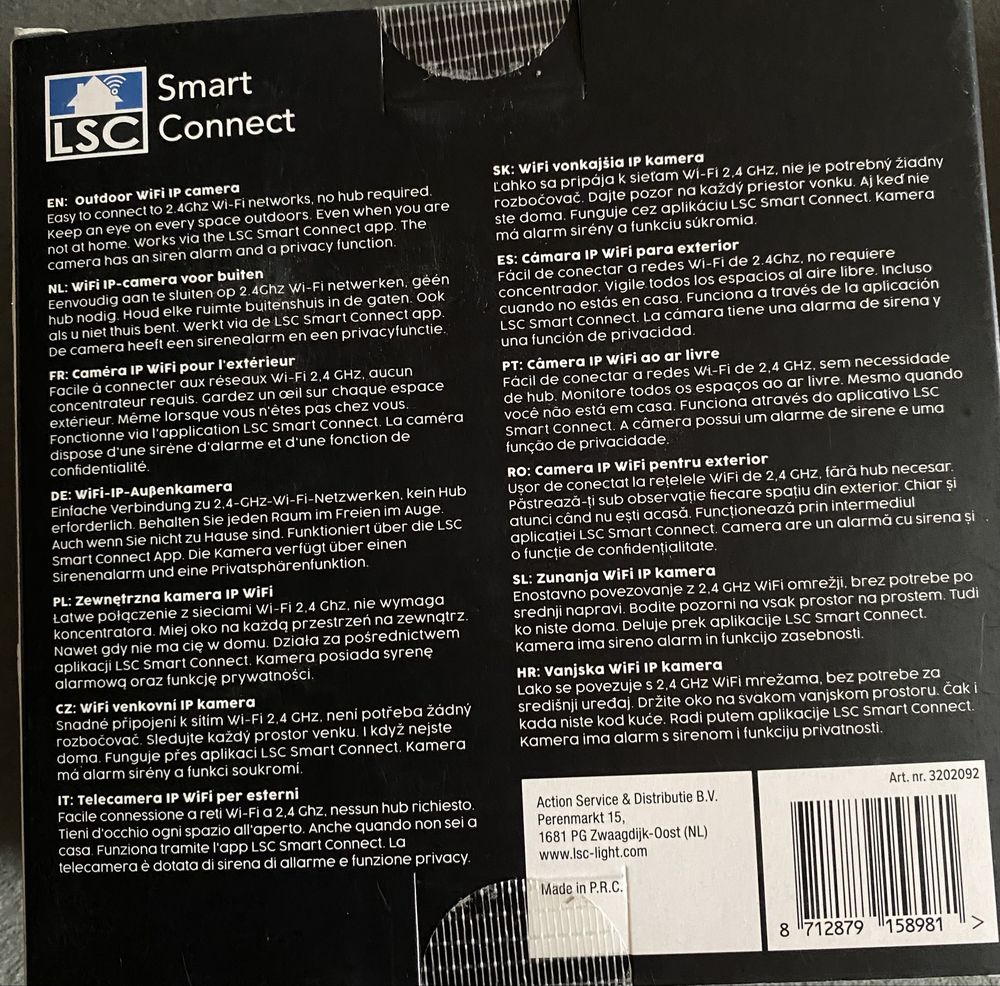 LSC
Smart
Connect
EN: Outdoor WiFi IP camera
Easy to connect to 2.4Ghz Wi-Fi networks, no hub required.
Keep an eye on every space outdoors. Even when you are
not at home. Works via the LSC Smart Connect app. The
camera has an siren alarm and a privacy function.
NL: WiFi IP-camera voor buiten
Eenvoudig aan te sluiten op 2.4Ghz Wi-Fi netwerken, géén
hub nodig. Houd elke ruimte buitenshuis in de gaten. Ook
als u niet thuis bent. Werkt via de LSC Smart Connect app.
De camera heeft een sirenealarm en een privacyfunctie.
FR: Caméra IP WiFi pour l'extérieur
Facile à connecter aux réseaux Wi-Fi 2,4 GHz, aucun
concentrateur requis. Gardez un œil sur chaque espace
extérieur. Même lorsque vous n'êtes pas chez vous.
Fonctionne via l'application LSC Smart Connect. La caméra
dispose d'une sirène d'alarme et d'une fonction de
confidentialité.
DE: WiFi-IP-Außenkamera
Einfache Verbindung zu 2,4-GHz-Wi-Fi-Netzwerken, kein Hub
erforderlich. Behalten Sie jeden Raum im Freien im Auge.
Auch wenn Sie nicht zu Hause sind. Funktioniert über die LSC
Smart Connect App. Die Kamera verfügt über einen
Sirenenalarm und eine Privatsphärenfunktion.
PL: Zewnętrzna kamera IP WiFi
Łatwe połączenie z sieciami Wi-Fi 2,4 Ghz, nie wymaga
koncentratora. Miej oko na każdą przestrzeń na zewnątrz.
Nawet gdy nie ma cię w domu. Działa za pośrednictwem
aplikacji LSC Smart Connect. Kamera posiada syrenę
alarmową oraz funkcję prywatności.
CZ: WiFi venkovní IP kamera
Snadné připojení k sítím Wi-Fi 2,4 GHz, není potřeba žádný
rozbočovač. Sledujte každý prostor venku. I když nejste
doma. Funguje přes aplikaci LSC Smart Connect. Kamera
má alarm sirény a funkci soukromí.
IT: Telecamera IP WiFi per esterni
Facile connessione a reti Wi-Fi a 2,4 Ghz, nessun hub richiesto.
Tieni d'occhio ogni spazio all'aperto. Anche quando non sei a
casa. Funziona tramite l'app LSC Smart Connect. La
telecamera è dotata di sirena di allarme e funzione privacy.
SK: WiFi vonkajšia IP kamera
Ľahko sa pripája k sieťam Wi-Fi 2,4 GHz, nie je potrebný žiadny
rozbočovač. Dajte pozor na každý priestor vonku. Aj keď nie
ste doma. Funguje cez aplikáciu LSC Smart Connect. Kamera
má alarm sirény a funkciu súkromia.
ES: Cámara IP WiFi para exterior
Fácil de conectar a redes Wi-Fi de 2.4Ghz, no requiere
concentrador. Vigile todos los espacios al aire libre. Incluso
cuando no estás en casa. Funciona a través de la aplicación
LSC Smart Connect. La cámara tiene una alarma de sirena y
una función de privacidad.
PT: Câmera IP WiFi ao ar livre
Fácil de conectar a redes Wi-Fi de 2,4 GHz, sem necessidade
de hub. Monitore todos os espaços ao ar livre. Mesmo quando
você não está em casa. Funciona através do aplicativo LSC
Smart Connect. A câmera possui um alarme de sirene e uma
função de privacidade.
RO: Camera IP WiFi pentru exterior
Ușor de conectat la rețelele WiFi de 2,4 GHz, fără hub necesar.
Păstrează-ți sub observație fiecare spațiu din exterior. Chiar și
atunci când nu ești acasă. Funcționează prin intermediul
aplicației LSC Smart Connect. Camera are un alarmă cu sirena și
o funcție de confidențialitate.
SL: Zunanja WiFi IP kamera
Enostavno povezovanje z 2,4 GHz WiFi omrežji, brez potrebe po
srednji napravi. Bodite pozorni na vsak prostor na prostem. Tudi
ko niste doma. Deluje prek aplikacije LSC Smart Connect.
Kamera ima sireno alarm in funkcijo zasebnosti.
HR: Vanjska WiFi IP kamera
Lako se povezuje s 2,4 GHz WiFi mrežama, bez potrebe za
središnji uređaj. Držite oko na svakom vanjskom prostoru. Čak i
kada niste kod kuće. Radi putem aplikacije LSC Smart Connect.
Kamera ima alarm s sirenom i funkciju privatnosti.
Action Service & Distributie B.V.
Perenmarkt 15,
1681 PG Zwaagdijk-Oost (NL)
www.lsc-light.com
Made in P.R.C.
Art. nr. 3202092
8 712879 158981 >